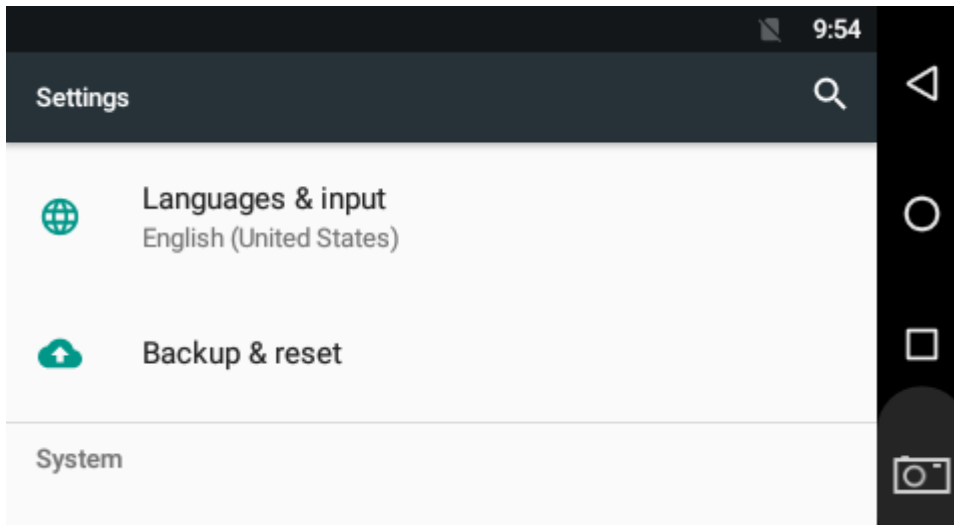 9:54
Settings
Languages & input
English (United States)
Backup & reset
System